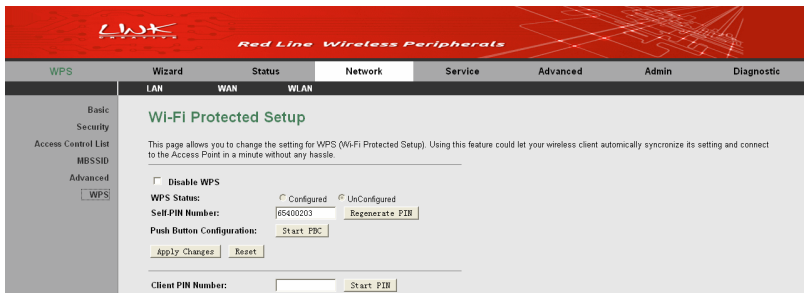 LINK
CREATIVE
Red Line Wireless Peripherals
WPS Wizard Status Network Service Advanced Admin Diagnostic
LAN WAN WLAN
Basic
Security
Access Control List
MBSSID
Advanced
WPS
Wi-Fi Protected Setup
This page allows you to change the setting for WPS (Wi-Fi Protected Setup). Using this feature could let your wireless client automically syncronize its setting and connect
to the Access Point in a minute without any hassle.
Disable WPS
WPS Status: Configured UnConfigured
Self-PIN Number: 65400203 Regenerate PIN
Push Button Configuration: Start PBC
Apply Changes Reset
Client PIN Number: Start PIN